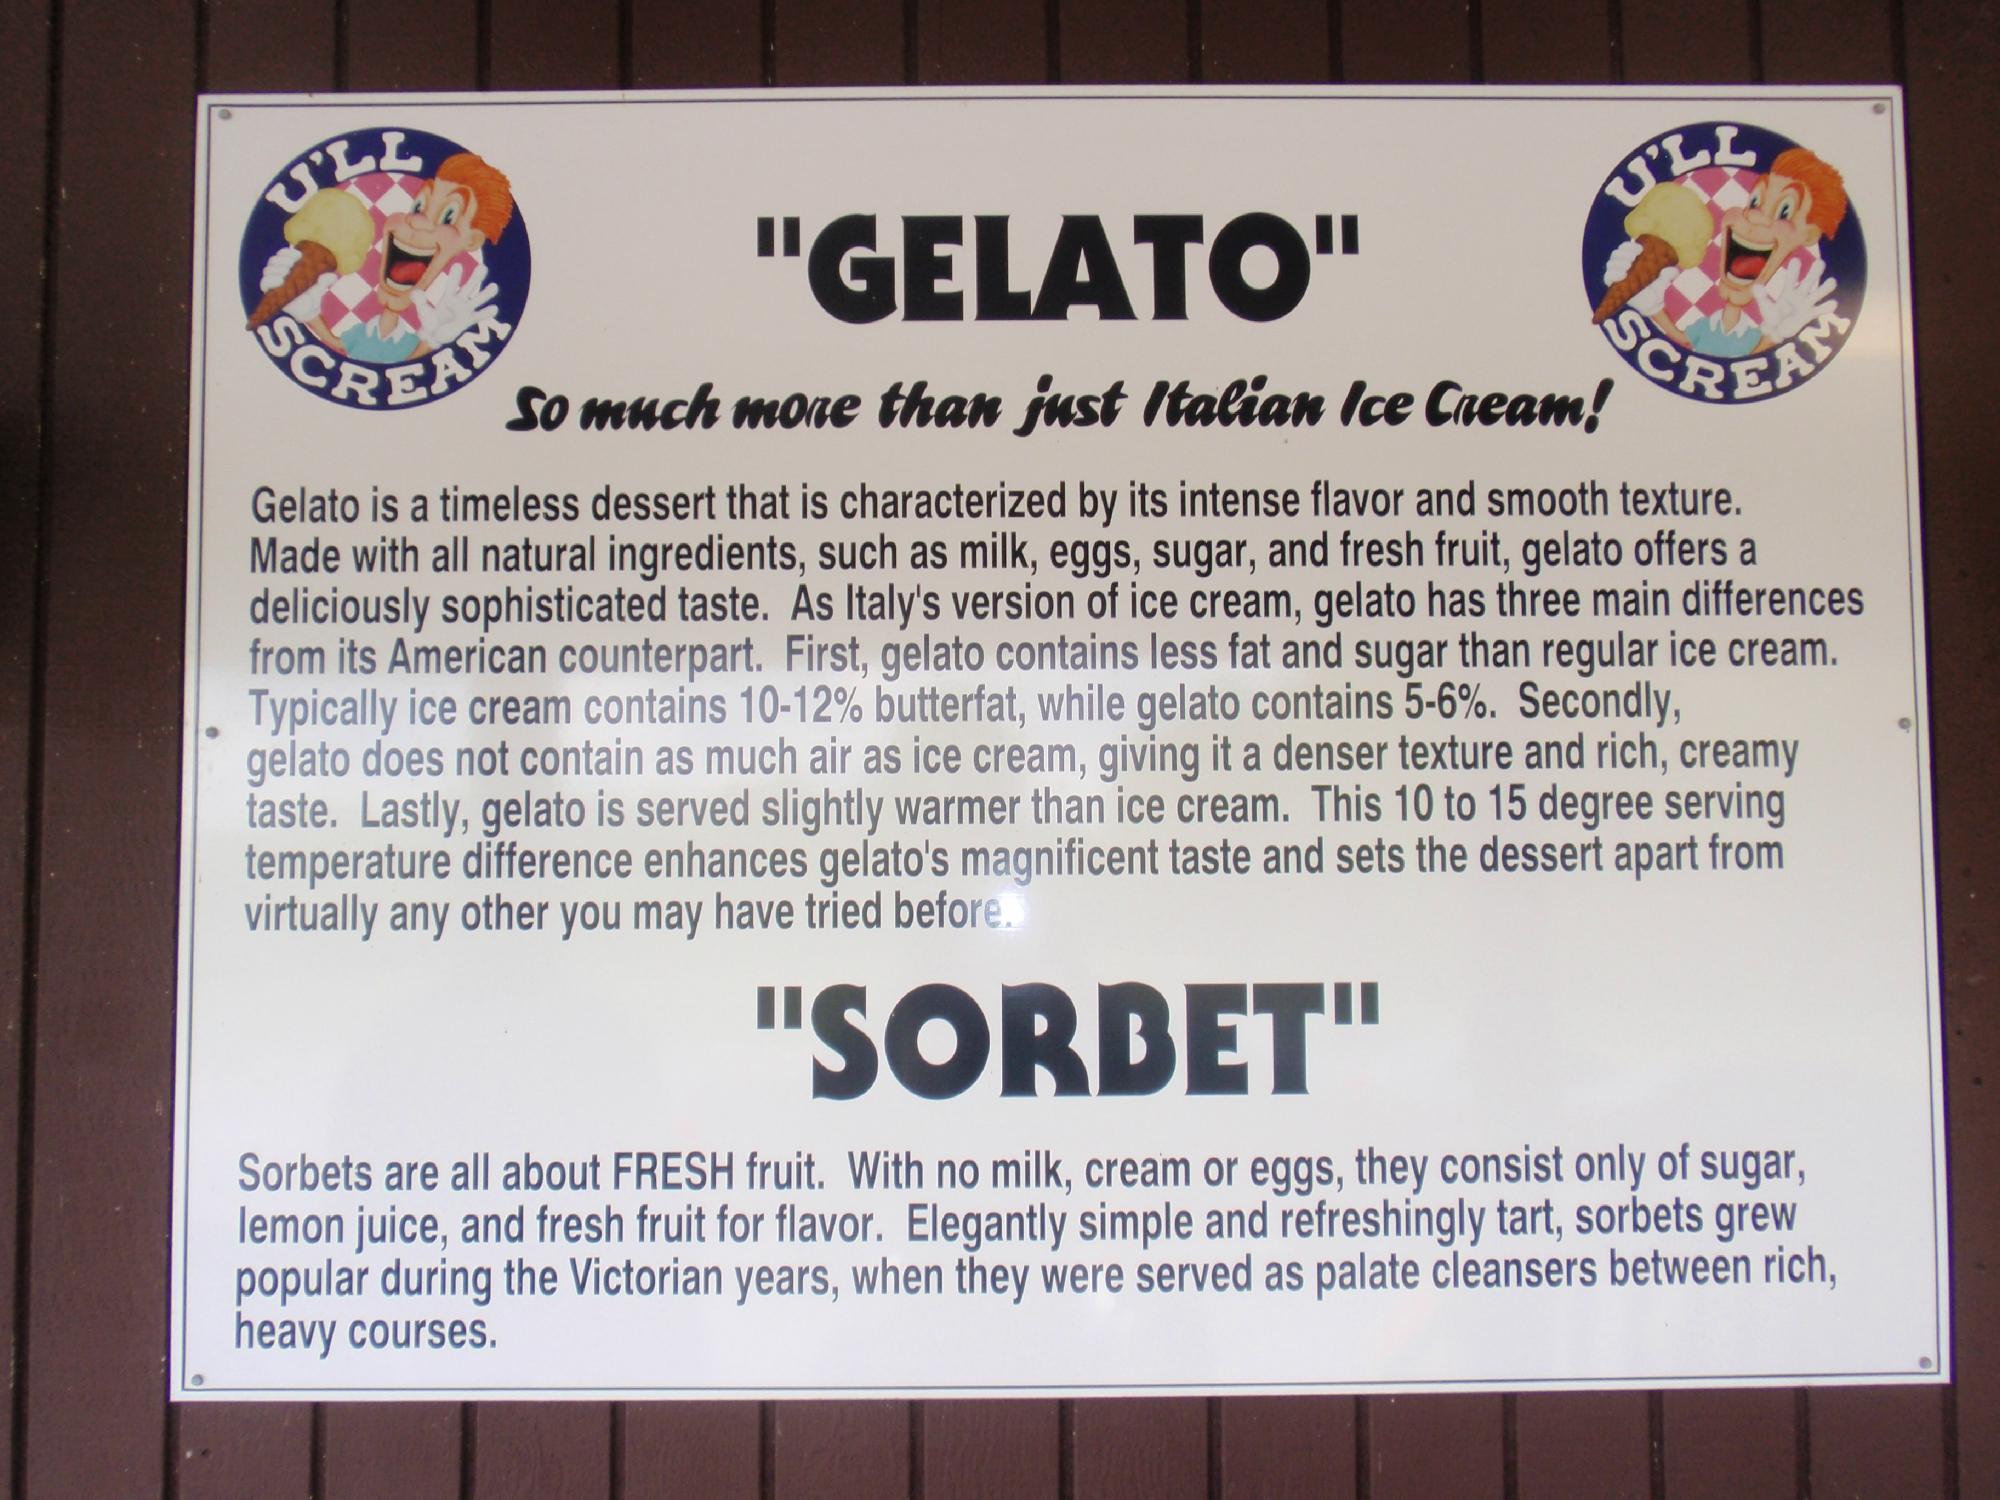 U'LL SCREAM
U'LL SCREAM
"GELATO"
So much more than just Italian Ice Cream!
Gelato is a timeless dessert that is characterized by its intense flavor and smooth texture.
Made with all natural ingredients, such as milk, eggs, sugar, and fresh fruit, gelato offers a
deliciously sophisticated taste.  As Italy's version of ice cream, gelato has three main differences
from its American counterpart.  First, gelato contains less fat and sugar than regular ice cream.
Typically ice cream contains 10-12% butterfat, while gelato contains 5-6%.  Secondly,
gelato does not contain as much air as ice cream, giving it a denser texture and rich, creamy
taste.  Lastly, gelato is served slightly warmer than ice cream.  This 10 to 15 degree serving
temperature difference enhances gelato's magnificent taste and sets the dessert apart from
virtually any other you may have tried before.
"SORBET"
Sorbets are all about FRESH fruit.  With no milk, cream or eggs, they consist only of sugar,
lemon juice, and fresh fruit for flavor.  Elegantly simple and refreshingly tart, sorbets grew
popular during the Victorian years, when they were served as palate cleansers between rich,
heavy courses.